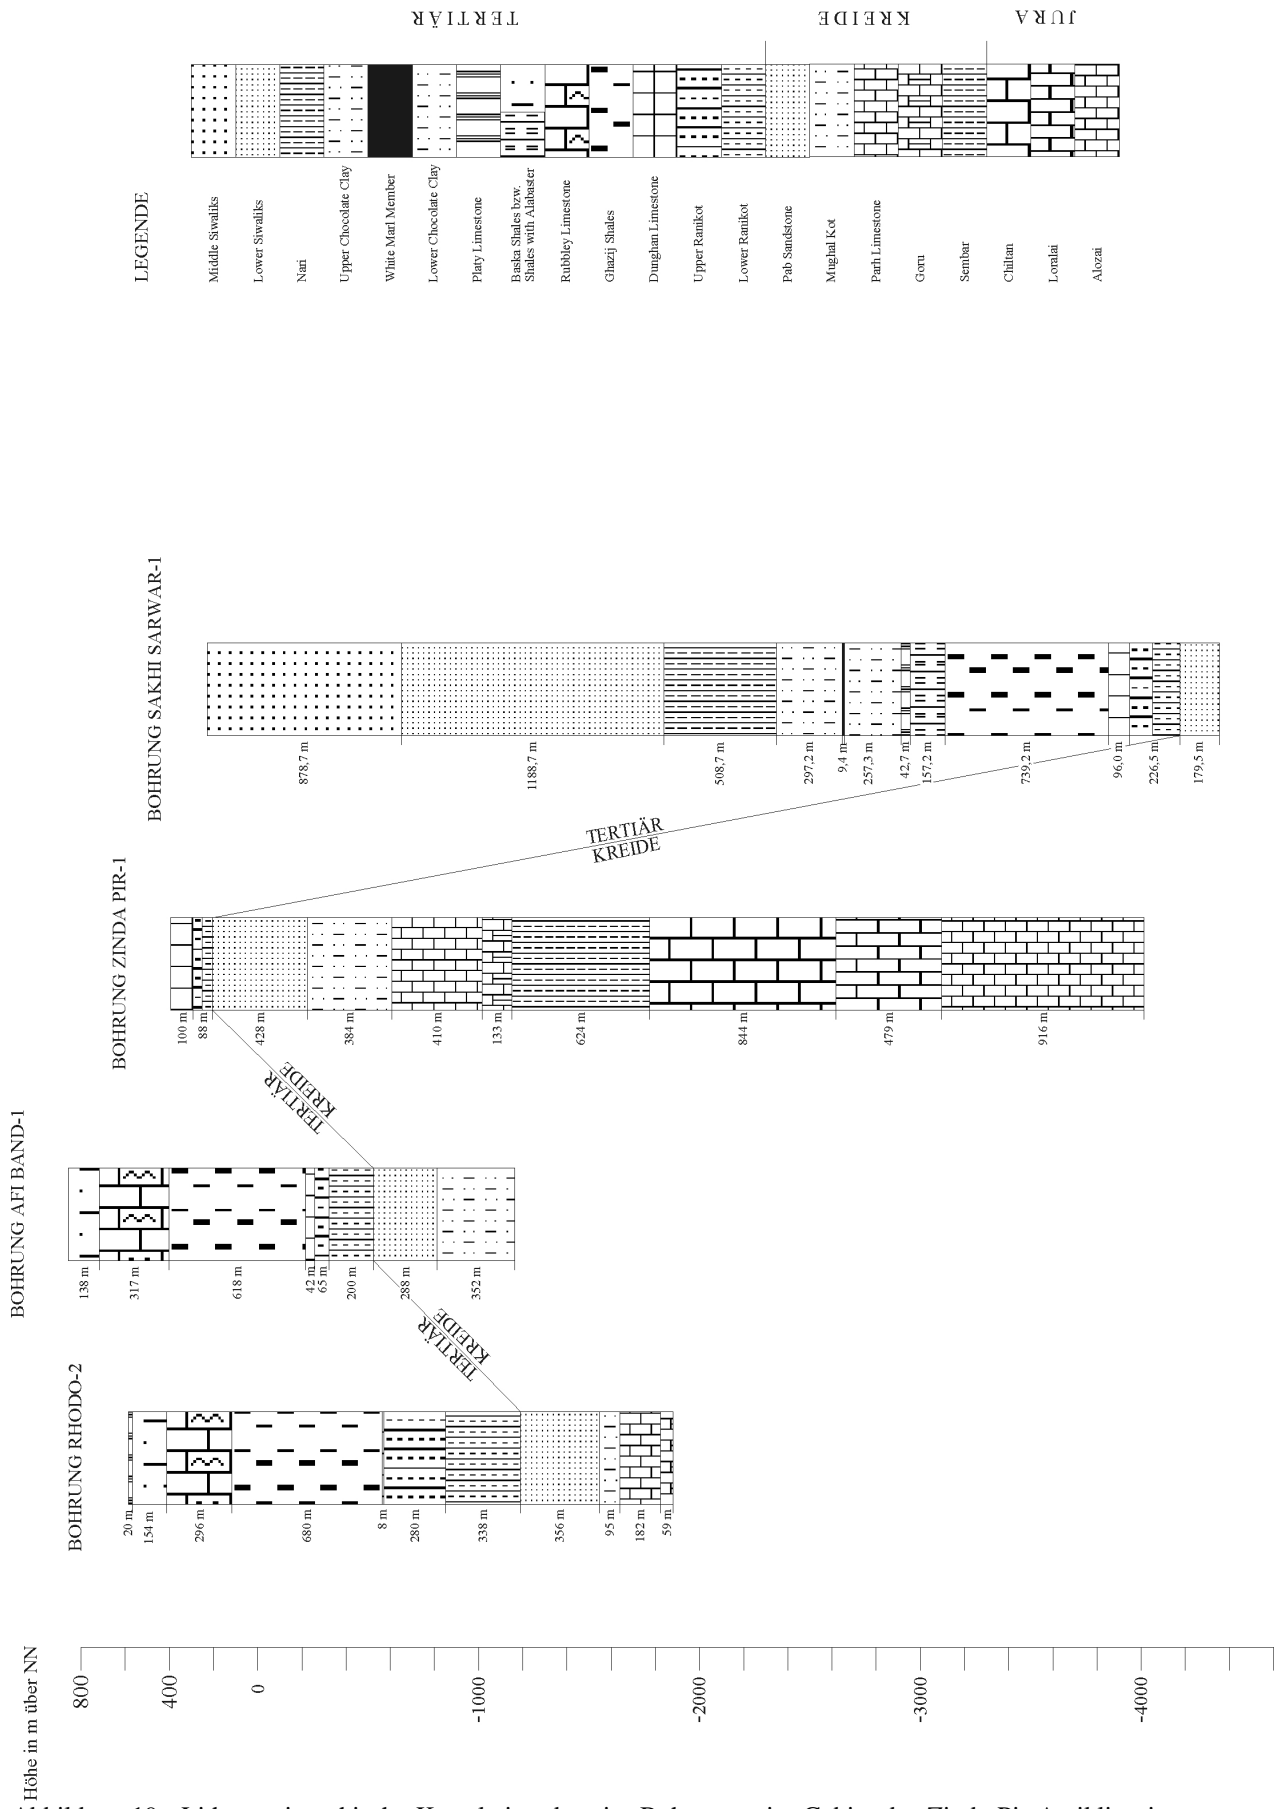 LEGENDE
TERTIÄR
KREIDE
JURA
Middle Siwaliks
Lower Siwaliks
Nari
Upper Chocolate Clay
White Marl Member
Lower Chocolate Clay
Platy Limestone
Baska Shales bzw.
Shales with Alabaster
Rubbley Limestone
Ghazij Shales
Dunghan Limestone
Upper Ranikot
Lower Ranikot
Pab Sandstone
Mughal Kot
Parh Limestone
Goru
Sembar
Chiltan
Loralai
Alozai
BOHRUNG SAKHI SARWAR-1
878,7 m
1188,7 m
508,7 m
297,2 m
9,4 m
257,3 m
42,7 m
157,2 m
739,2 m
96,0 m
226,5 m
179,5 m
TERTIÄR
KREIDE
BOHRUNG ZINDA PIR-1
100 m
88 m
428 m
384 m
410 m
133 m
624 m
844 m
479 m
916 m
TERTIÄR
KREIDE
BOHRUNG AFI BAND-1
138 m
317 m
618 m
42 m
65 m
200 m
288 m
352 m
TERTIÄR
KREIDE
BOHRUNG RHODO-2
20 m
154 m
296 m
680 m
8 m
280 m
338 m
356 m
95 m
182 m
59 m
Höhe in m über NN
800
400
0
-1000
-2000
-3000
-4000